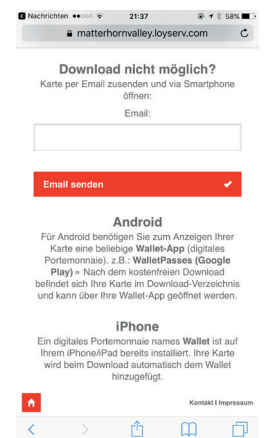 Nachrichten 21:37 58%
matterhornvalley.loyserv.com
Download nicht möglich?
Karte per Email zusenden und via Smartphone
öffnen:
Email:
Email senden
Android
Für Android benötigen Sie zum Anzeigen Ihrer
Karte eine beliebige Wallet-App (digitales
Portemonnaie). z.B.: WalletPasses (Google
Play) » Nach dem kostenfreien Download
befindet sich Ihre Karte im Download-Verzeichnis
und kann über Ihre Wallet-App geöffnet werden.
iPhone
Ein digitales Portemonnaie names Wallet ist auf
Ihrem iPhone/iPad bereits installiert. Ihre Karte
wird beim Download automatisch dem Wallet
hinzugefügt.
Kontakt I Impressum